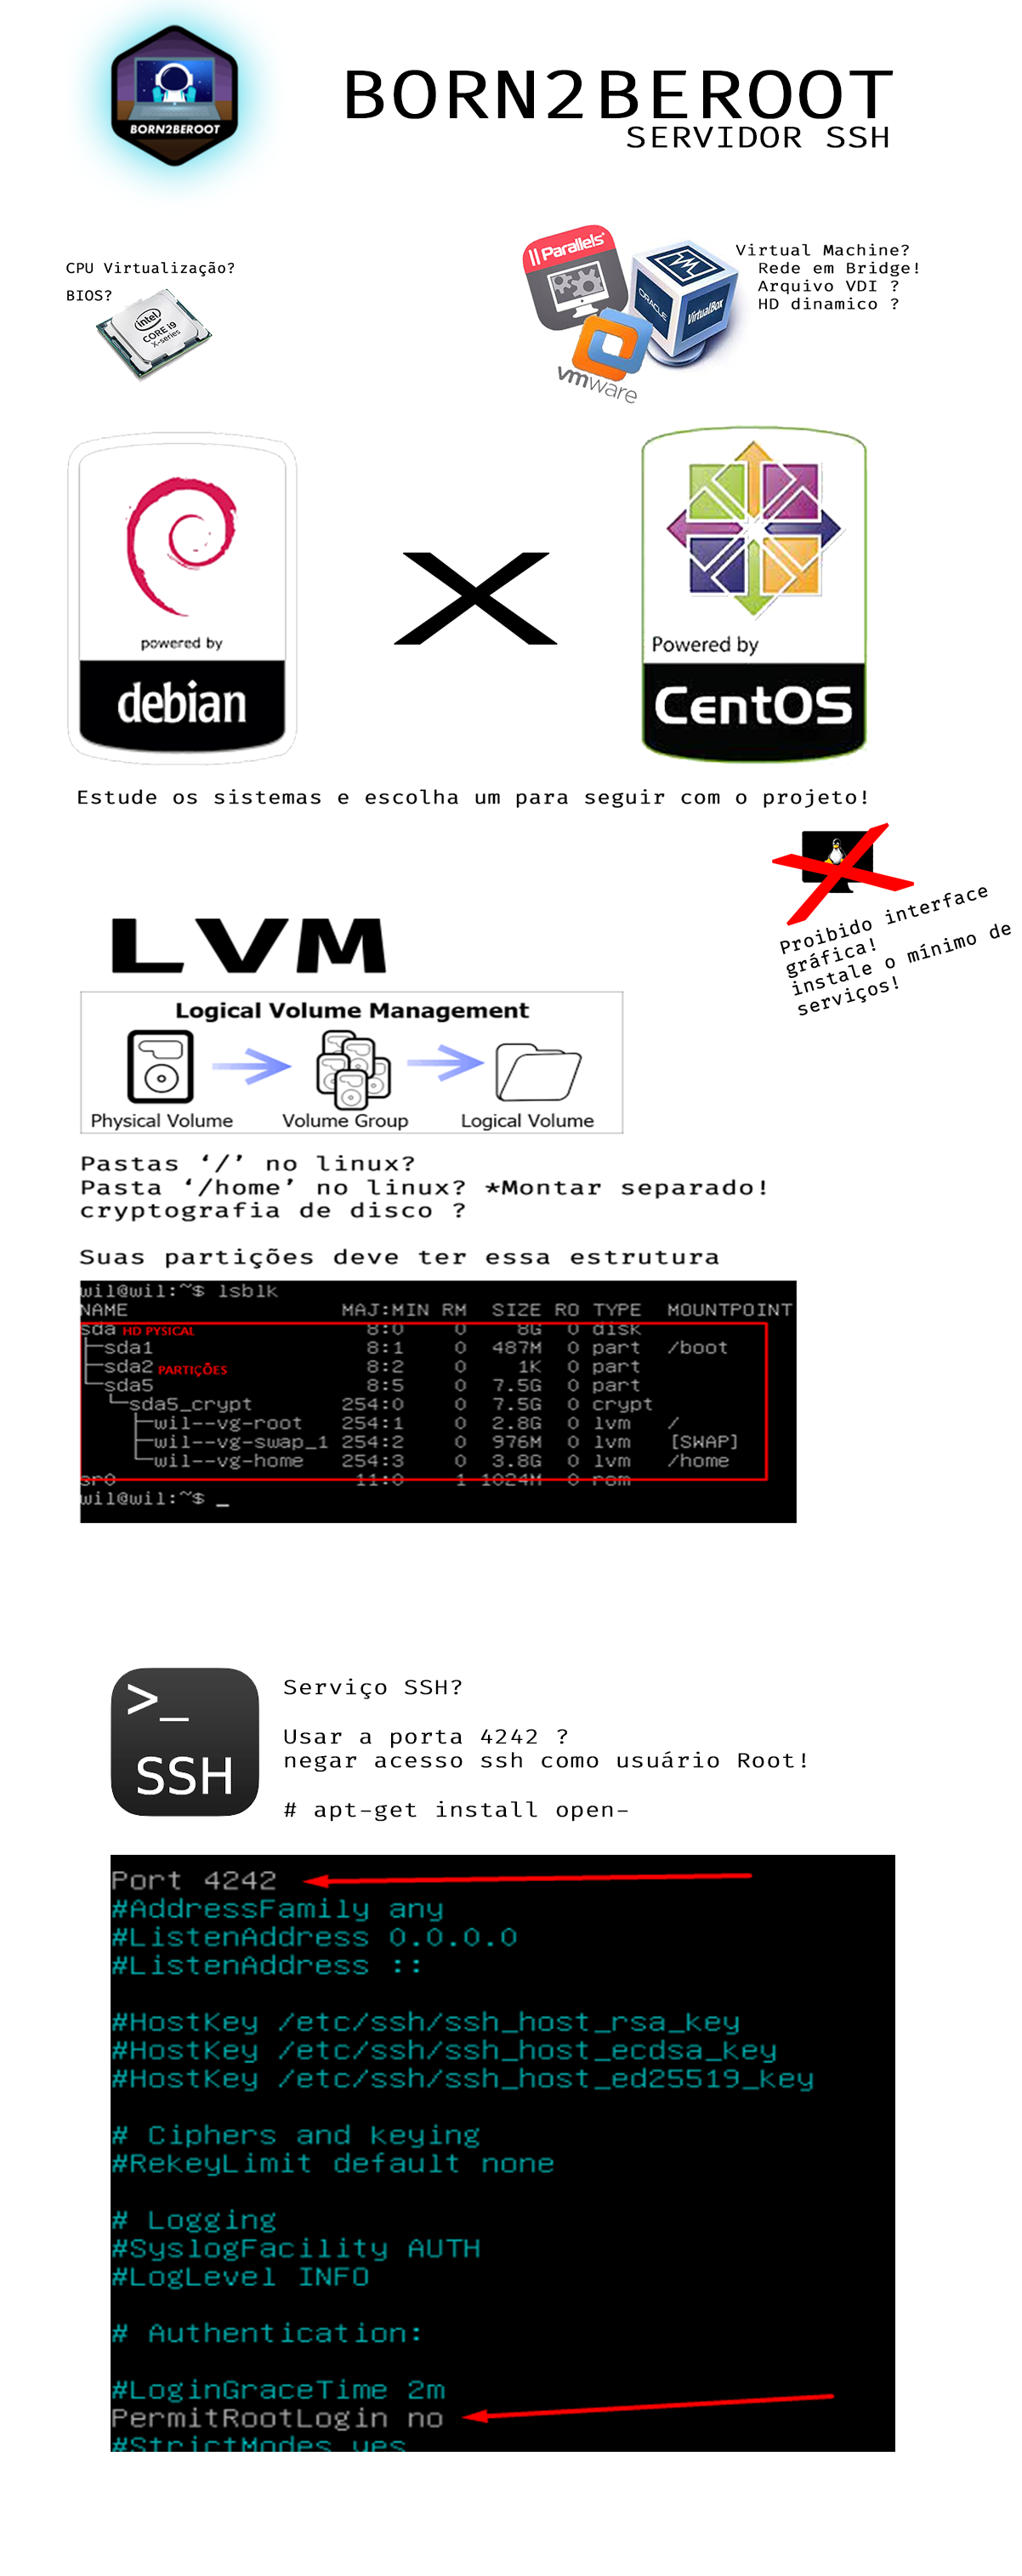 BORN2BEROOT
BORN2BEROOT
SERVIDOR SSH
CPU Virtualização?
BIOS?
intel
CORE i9
X-series
Parallels
ORACLE
VirtualBox
vmware
Virtual Machine?
Rede em Bridge!
Arquivo VDI ?
HD dinamico ?
powered by
debian
X
Powered by
CentOS
Estude os sistemas e escolha um para seguir com o projeto!
Proibido interface
gráfica!
instale o mínimo de
serviços!
LVM
Logical Volume Management
Physical Volume
Volume Group
Logical Volume
Pastas ‘/’ no linux?
Pasta ‘/home’ no linux? *Montar separado!
cryptografia de disco ?
Suas partições deve ter essa estrutura
wil@wil:~$ lsblk
NAME MAJ:MIN RM SIZE RO TYPE MOUNTPOINT
sda HD PYSICAL 8:0 0 8G 0 disk
├─sda1 8:1 0 487M 0 part /boot
├─sda2 PARTIÇÕES 8:2 0 1K 0 part
└─sda5 8:5 0 7.5G 0 part
└─sda5_crypt 254:0 0 7.5G 0 crypt
├─wil--vg-root 254:1 0 2.8G 0 lvm /
├─wil--vg-swap_1 254:2 0 976M 0 lvm [SWAP]
└─wil--vg-home 254:3 0 3.8G 0 lvm /home
sr0 11:0 1 1024M 0 rom
wil@wil:~$ _
>_
SSH
Serviço SSH?
Usar a porta 4242 ?
negar acesso ssh como usuário Root!
# apt-get install open-
Port 4242
#AddressFamily any
#ListenAddress 0.0.0.0
#ListenAddress ::
#HostKey /etc/ssh/ssh_host_rsa_key
#HostKey /etc/ssh/ssh_host_ecdsa_key
#HostKey /etc/ssh/ssh_host_ed25519_key
# Ciphers and keying
#RekeyLimit default none
# Logging
#SyslogFacility AUTH
#LogLevel INFO
# Authentication:
#LoginGraceTime 2m
PermitRootLogin no
#StrictModes yes